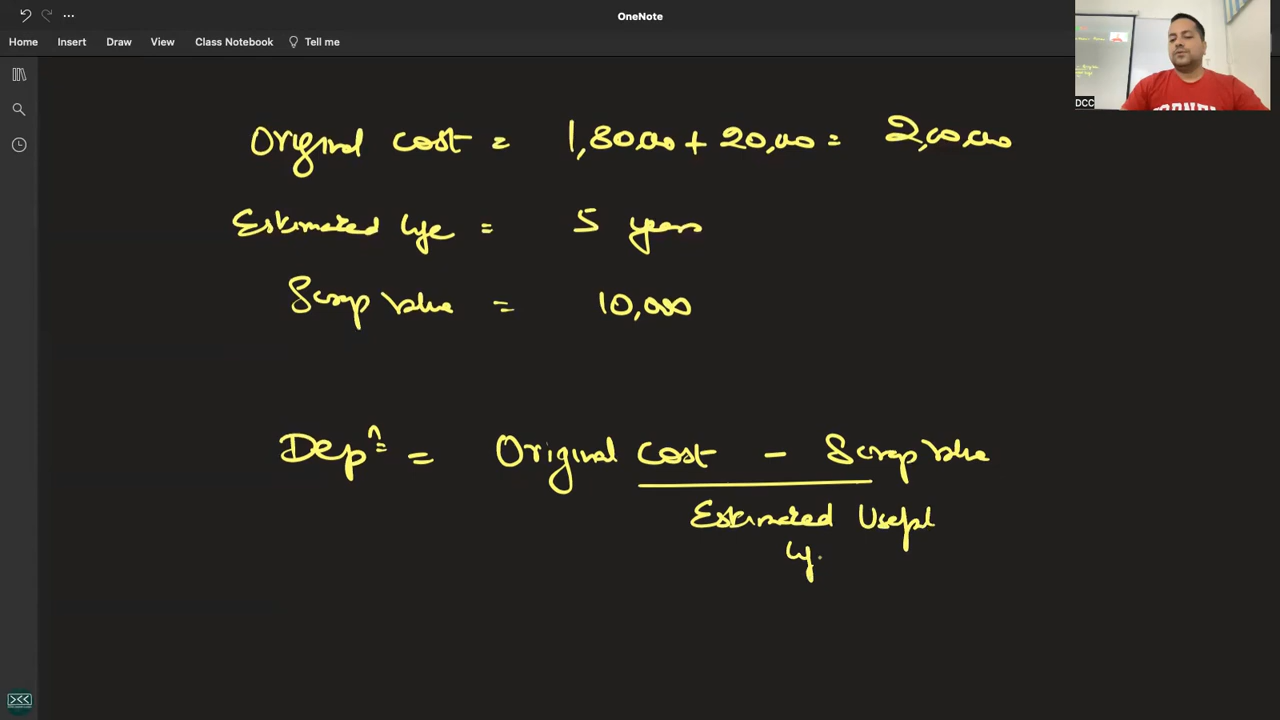 OneNote
Home Insert Draw View Class Notebook Tell me
DCC
Original cost = 1,80,000 + 20,000 = 2,00,000
Estimated life = 5 years
Scrap Value = 10,000
Depⁿ = Original cost - Scrap Value
Estimated Useful
Lif